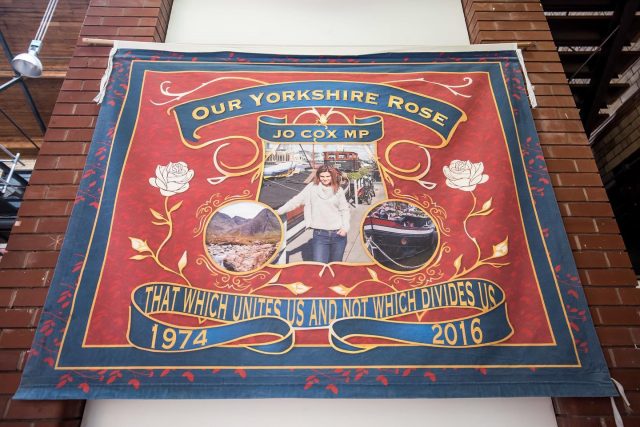 OUR YORKSHIRE ROSE
JO COX MP
THAT WHICH UNITES US AND NOT WHICH DIVIDES US
1974 2016